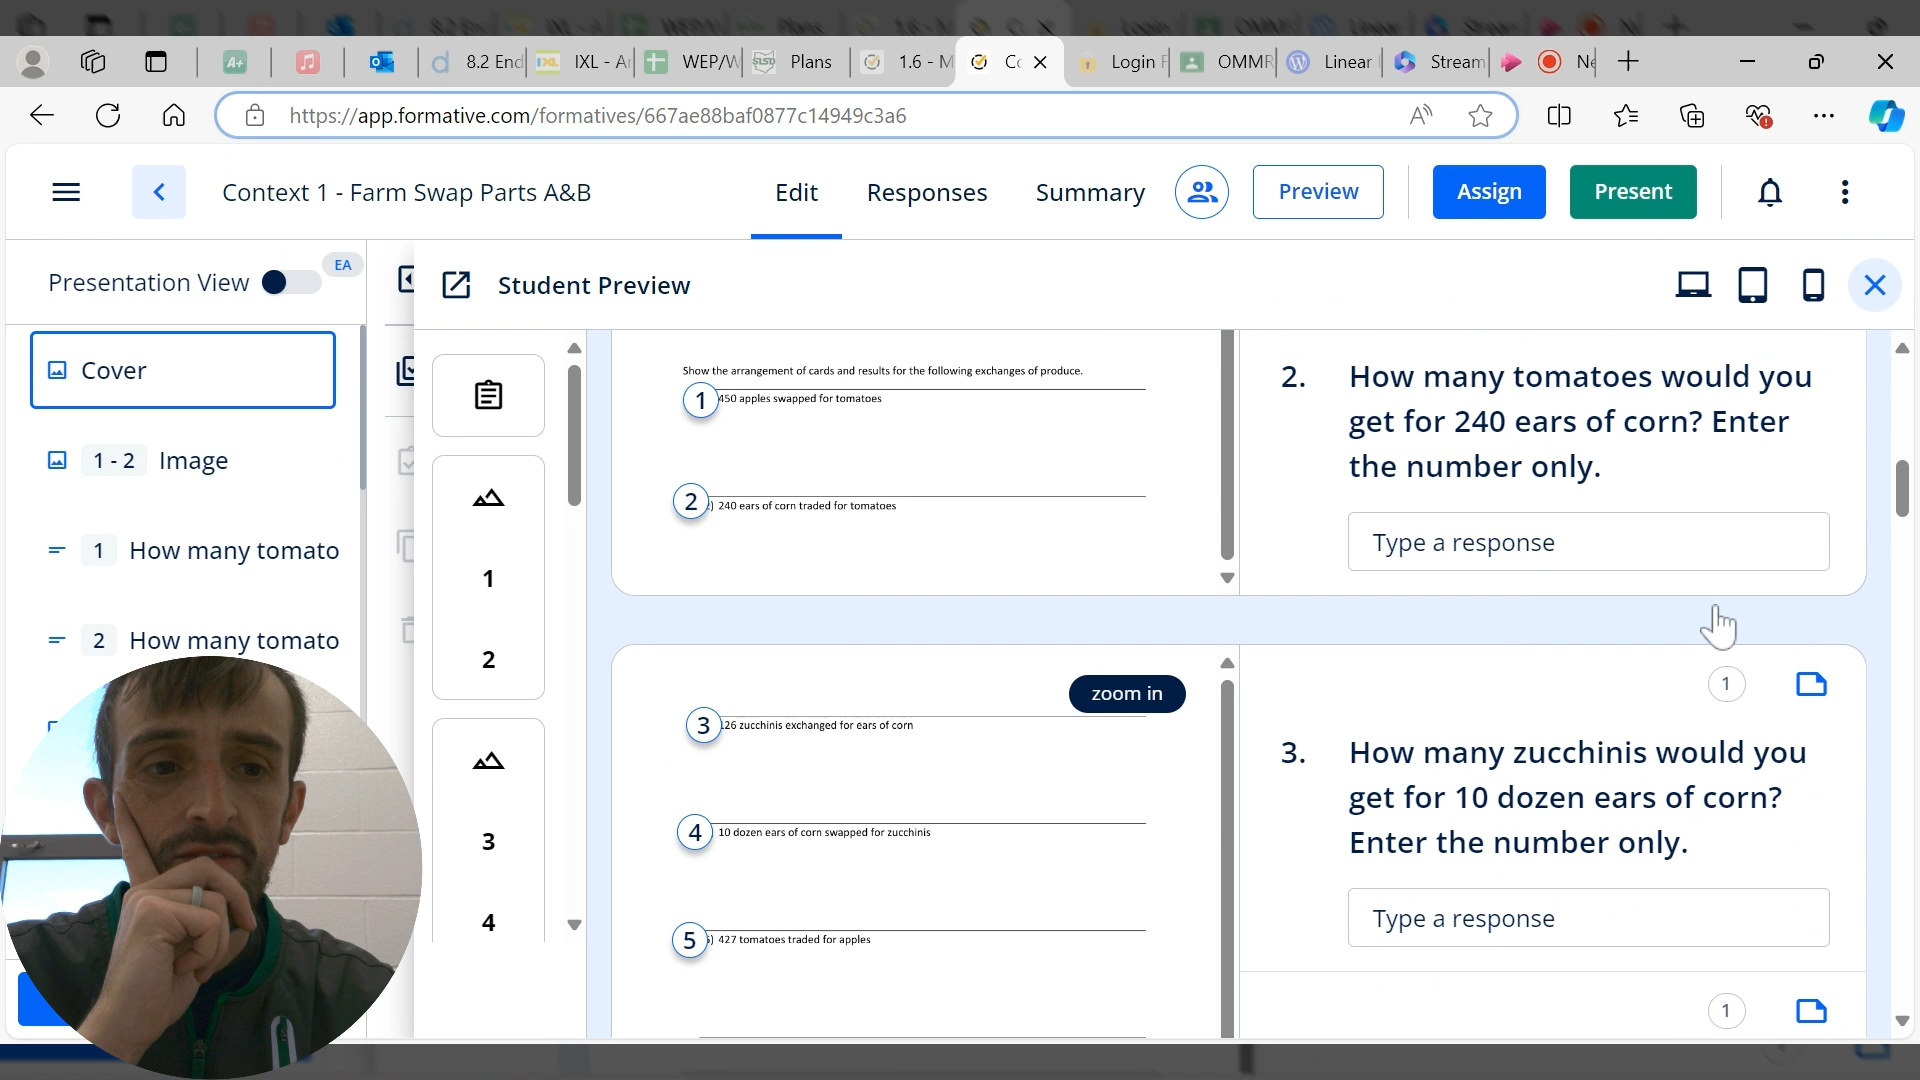 8.2 End
IXL - A
WEP/W
Plans
1.6 - M
Login F
OMMR
Linear
Stream
https://app.formative.com/formatives/667ae88baf0877c14949c3a6
Context 1 - Farm Swap Parts A&B
Edit
Responses
Summary
Preview
Assign
Present
Presentation View
EA
Student Preview
Cover
1 - 2 Image
1 How many tomato
2 How many tomato
1
2
3
4
Show the arrangement of cards and results for the following exchanges of produce.
1 450 apples swapped for tomatoes
2 ) 240 ears of corn traded for tomatoes
2. How many tomatoes would you
get for 240 ears of corn? Enter
the number only.
Type a response
zoom in
3 126 zucchinis exchanged for ears of corn
4 10 dozen ears of corn swapped for zucchinis
5 ) 427 tomatoes traded for apples
1
3. How many zucchinis would you
get for 10 dozen ears of corn?
Enter the number only.
Type a response
1